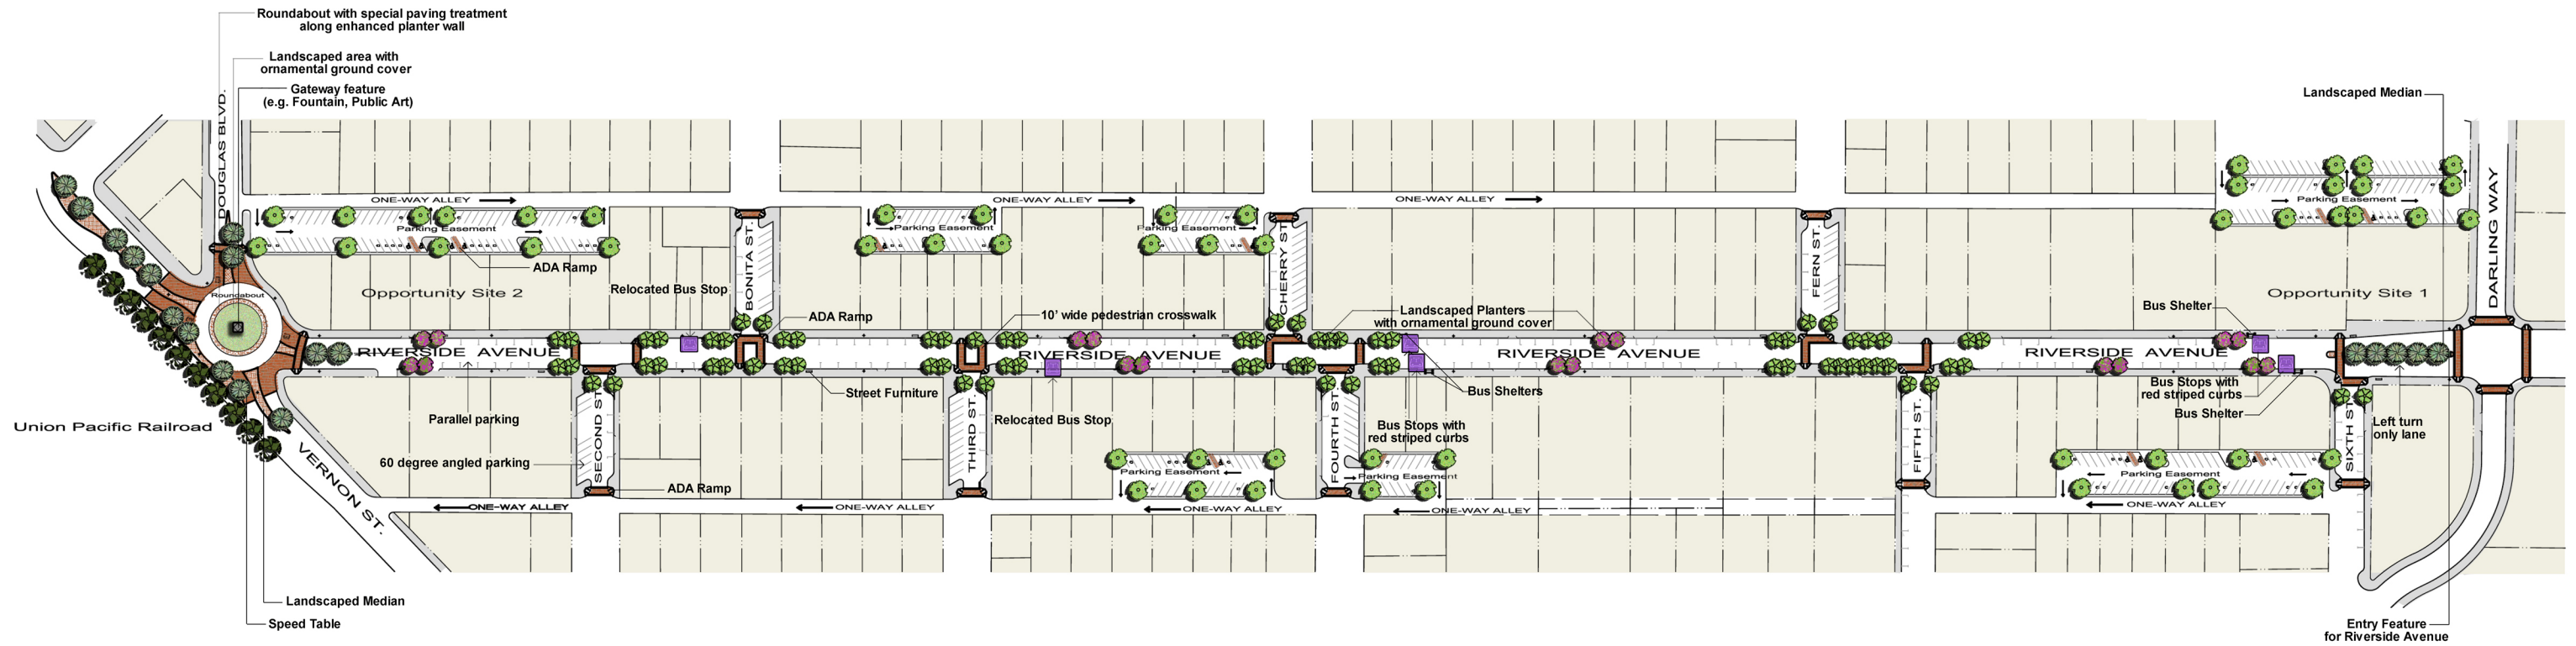 Roundabout with special paving treatment
along enhanced planter wall
Landscaped area with
ornamental ground cover
Gateway feature
(e.g. Fountain, Public Art)
Landscaped Median
DOUGLAS BLVD.
ONE-WAY ALLEY
ONE-WAY ALLEY
ONE-WAY ALLEY
ONE-WAY ALLEY
Parking Easement
Parking Easement
Parking Easement
Parking Easement
ADA Ramp
BONITA ST.
CHERRY ST.
FERN ST.
DARLING WAY
Opportunity Site 2
Relocated Bus Stop
Opportunity Site 1
Roundabout
ADA Ramp
10' wide pedestrian crosswalk
Landscaped Planters
with ornamental ground cover
Bus Shelter
RIVERSIDE AVENUE
RIVERSIDE AVENUE
RIVERSIDE AVENUE
RIVERSIDE AVENUE
Street Furniture
Bus Shelters
Bus Stops with
red striped curbs
Bus Shelter
Parallel parking
Relocated Bus Stop
Bus Stops with
red striped curbs
Left turn
only lane
Union Pacific Railroad
VERNON ST.
60 degree angled parking
SECOND ST.
THIRD ST.
FOURTH ST.
FIFTH ST.
SIXTH ST.
Parking Easement
Parking Easement
Parking Easement
ADA Ramp
ONE-WAY ALLEY
ONE-WAY ALLEY
ONE-WAY ALLEY
ONE-WAY ALLEY
ONE-WAY ALLEY
Landscaped Median
Speed Table
Entry Feature
for Riverside Avenue